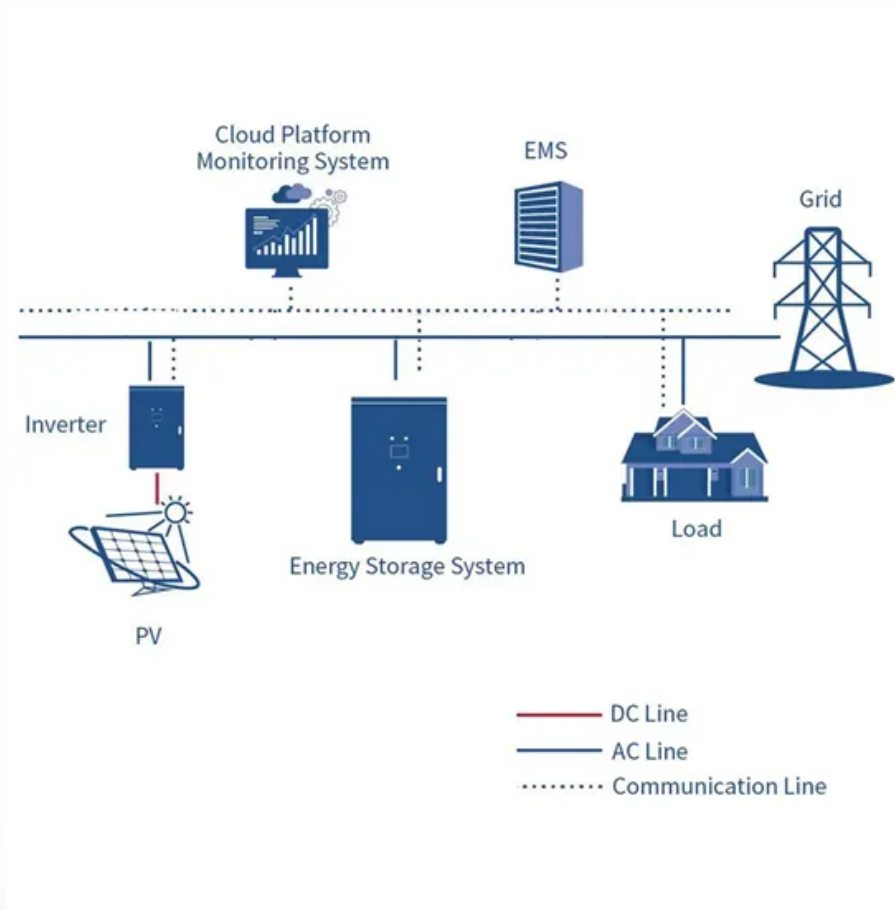 Cloud Platform
Monitoring System
EMS
Grid
Inverter
Load
Energy Storage System
PV
DC Line
AC Line
Communication Line